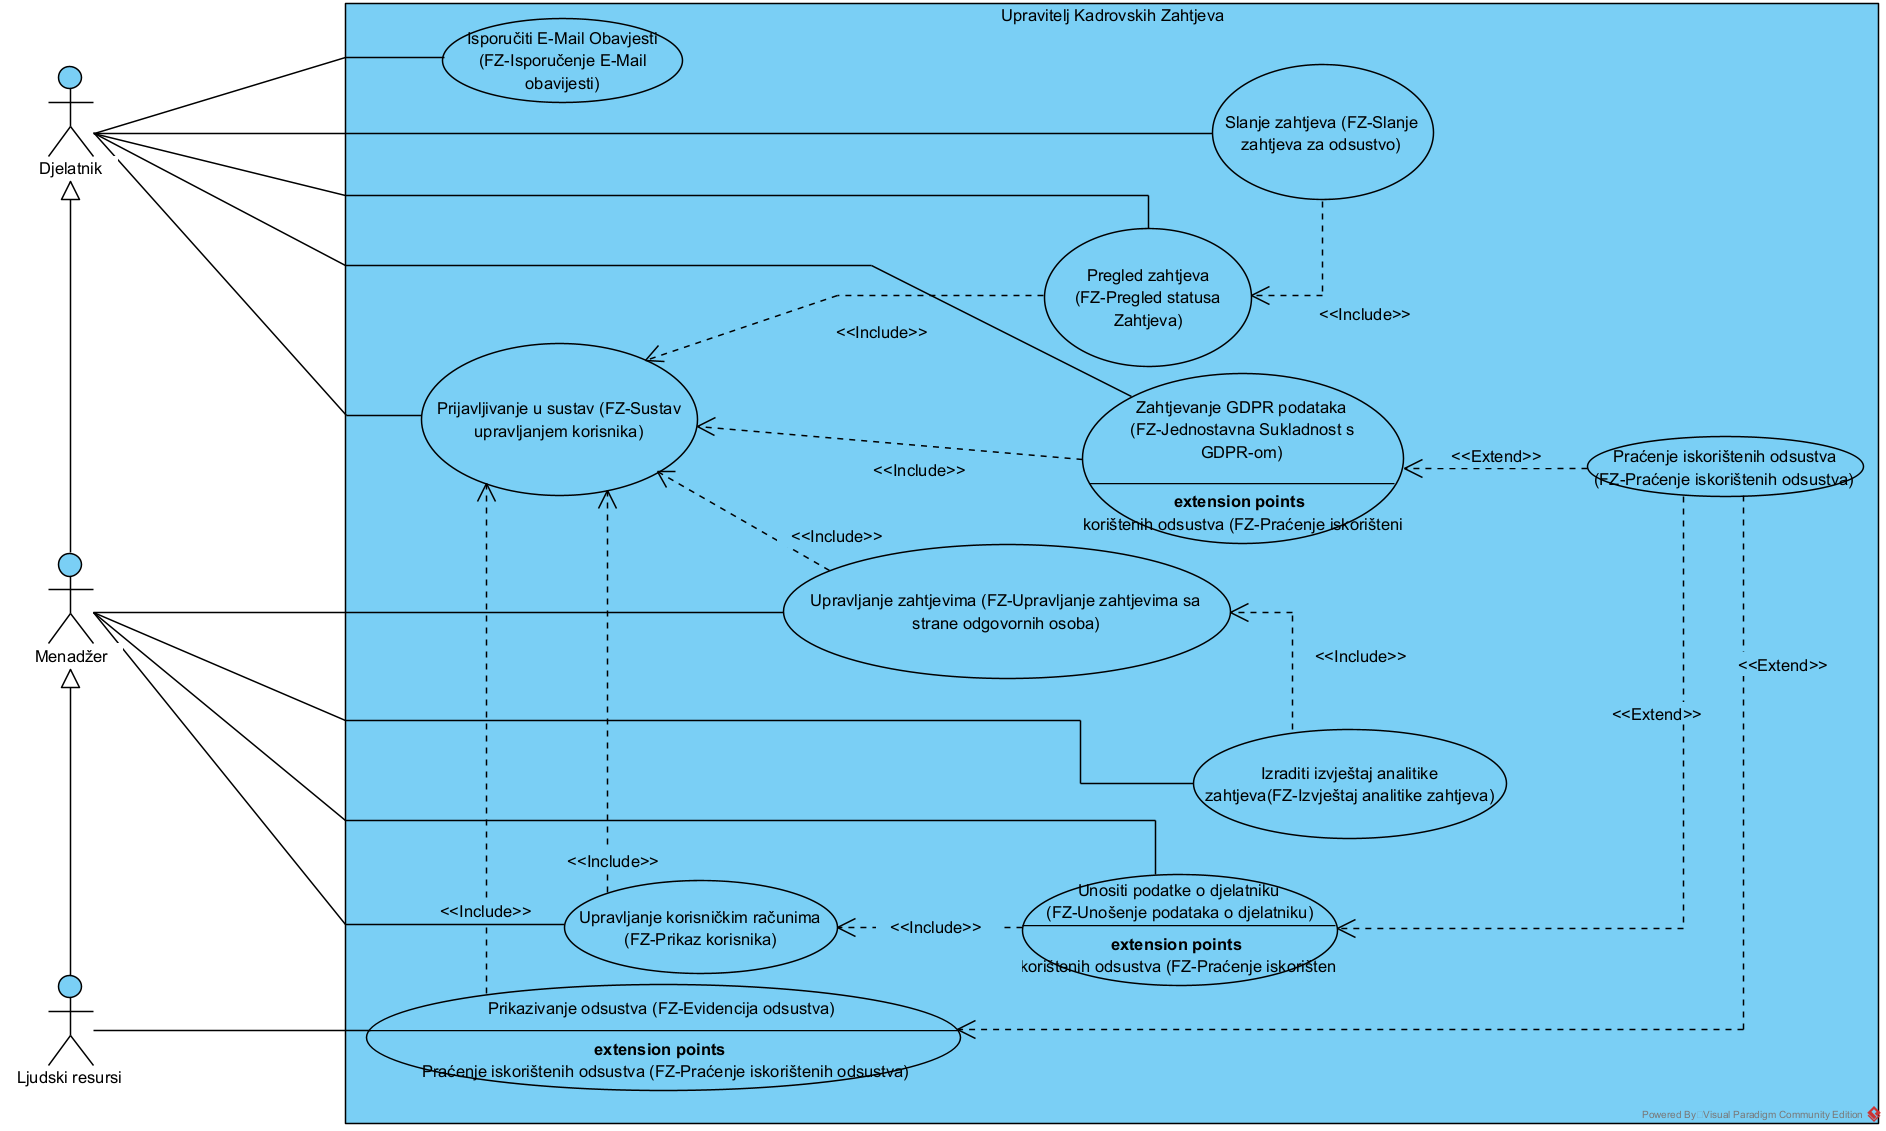 Upravitelj Kadrovskih Zahtjeva
Isporučiti E-Mail Obavjesti
(FZ-Isporučenje E-Mail
obavijesti)
Slanje zahtjeva (FZ-Slanje
zahtjeva za odsustvo)
Djelatnik
Pregled zahtjeva
(FZ-Pregled statusa
Zahtjeva)
<<Include>>
<<Include>>
Prijavljivanje u sustav (FZ-Sustav
upravljanjem korisnika)
Zahtjevanje GDPR podataka
(FZ-Jednostavna Sukladnost s
GDPR-om)
extension points
korištenih odsustva (FZ-Praćenje iskorišteni
<<Include>>
<<Extend>>
Praćenje iskorištenih odsustva
(FZ-Praćenje iskorištenih odsustva)
<<Include>>
Upravljanje zahtjevima (FZ-Upravljanje zahtjevima sa
strane odgovornih osoba)
Menadžer
<<Include>>
<<Extend>>
<<Extend>>
Izraditi izvještaj analitike
zahtjeva(FZ-Izvještaj analitike zahtjeva)
<<Include>>
<<Include>>
Upravljanje korisničkim računima
(FZ-Prikaz korisnika)
<<Include>>
Unositi podatke o djelatniku
(FZ-Unošenje podataka o djelatniku)
extension points
korištenih odsustva (FZ-Praćenje iskorišten
Prikazivanje odsustva (FZ-Evidencija odsustva)
extension points
Praćenje iskorištenih odsustva (FZ-Praćenje iskorištenih odsustva)
Ljudski resursi
Powered By Visual Paradigm Community Edition